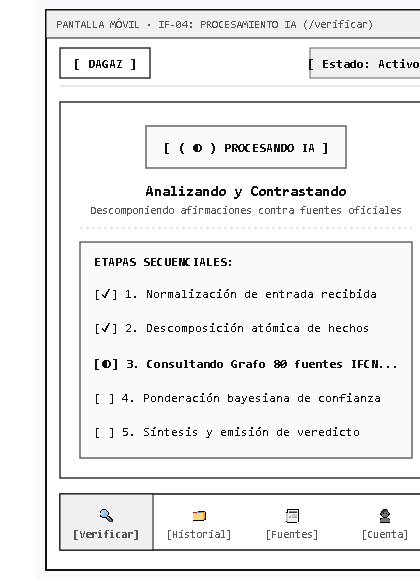 PANTALLA MÓVIL · IF-04: PROCESAMIENTO IA (/verificar)
[ DAGAZ ]
[ Estado: Activo
[ ( ◐ ) PROCESANDO IA ]
Analizando y Contrastando
Descomponiendo afirmaciones contra fuentes oficiales
ETAPAS SECUENCIALES:
[✓] 1. Normalización de entrada recibida
[✓] 2. Descomposición atómica de hechos
[◐] 3. Consultando Grafo 80 fuentes IFCN...
[ ] 4. Ponderación bayesiana de confianza
[ ] 5. Síntesis y emisión de veredicto
[Verificar] [Historial] [Fuentes] [Cuenta]